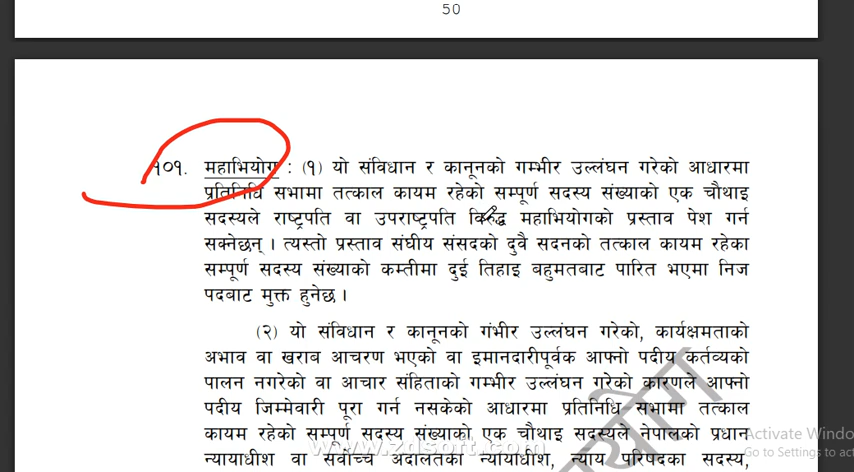 50
१०१. महाभियोग : (१) यो संविधान र कानूनको गम्भीर उल्लंघन गरेको आधारमा
प्रतिनिधि सभामा तत्काल कायम रहेको सम्पूर्ण सदस्य संख्याको एक चौथाइ
सदस्यले राष्ट्रपति वा उपराष्ट्रपति विरुद्ध महाभियोगको प्रस्ताव पेश गर्न
सक्नेछन् । त्यस्तो प्रस्ताव संघीय संसदको दुवै सदनको तत्काल कायम रहेका
सम्पूर्ण सदस्य संख्याको कम्तीमा दुई तिहाइ बहुमतबाट पारित भएमा निज
पदबाट मुक्त हुनेछ ।
(२) यो संविधान र कानूनको गंभीर उल्लंघन गरेको, कार्यक्षमताको
अभाव वा खराब आचरण भएको वा इमानदारीपूर्वक आफ्नो पदीय कर्तव्यको
पालन नगरेको वा आचार संहिताको गम्भीर उल्लंघन गरेको कारणले आफ्नो
पदीय जिम्मेवारी पूरा गर्न नसकेको आधारमा प्रतिनिधि सभामा तत्काल
कायम रहेको सम्पूर्ण सदस्य संख्याको एक चौथाइ सदस्यले नेपालको प्रधान
न्यायाधीश वा सर्वोच्च अदालतका न्यायाधीश, न्याय परिषदका सदस्य,
www.zdsoft.com
योग
Activate Windo
Go to Settings to act